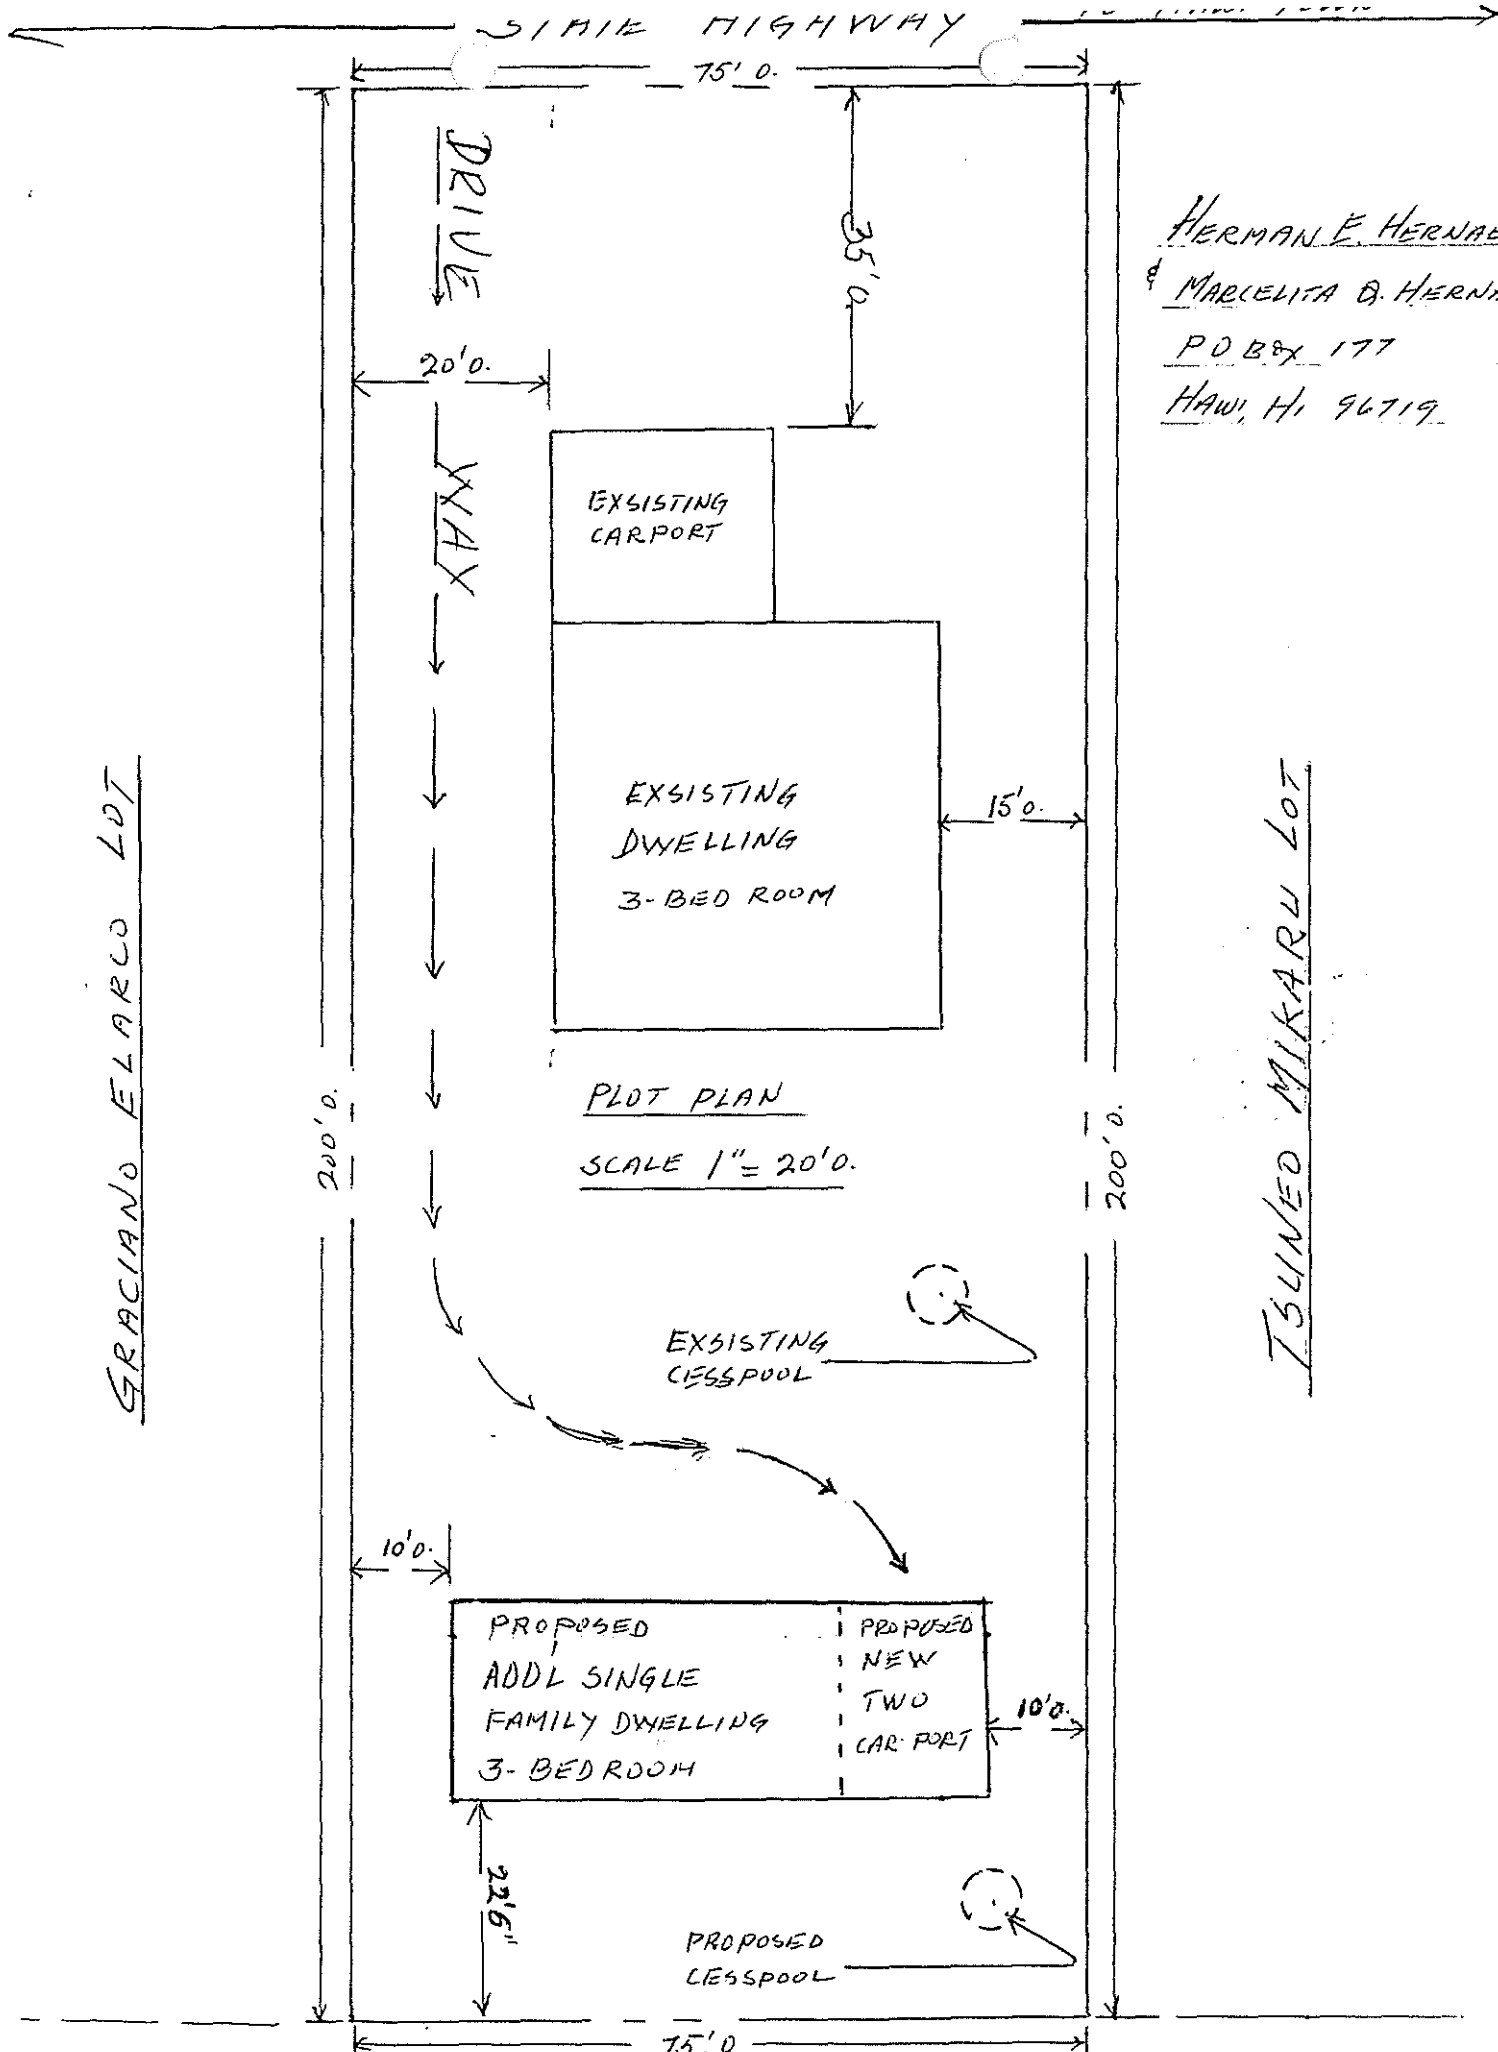 STATE HIGHWAY
75'0.
DRIVE
WAY
35'0.
HERMAN E.
& MARCELITA Q.
PO BOX 177
HAWI, HI 96719
20'0.
EXSISTING
CARPORT
EXSISTING
DWELLING
3-BED ROOM
15'0.
GRACIANO ELARCO LOT
TSUNEO MIKARU LOT
200'0.
200'0.
PLOT PLAN
SCALE 1"= 20'0.
EXSISTING
CESSPOOL
10'0.
PROPOSED
ADDL SINGLE
FAMILY DWELLING
3-BEDROOM
PROPOSED
NEW
TWO
CAR-PORT
10'0.
22'6"
PROPOSED
CESSPOOL
75'0